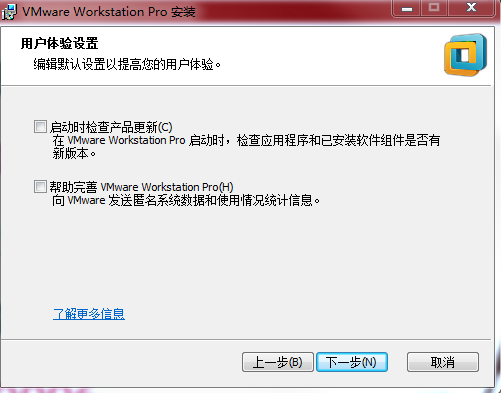 VMware Workstation Pro 安装
用户体验设置
编辑默认设置以提高您的用户体验。
启动时检查产品更新(C)
在 VMware Workstation Pro 启动时，检查应用程序和已安装软件组件是否有
新版本。
帮助完善 VMware Workstation Pro(H)
向 VMware 发送匿名系统数据和使用情况统计信息。
了解更多信息
上一步(B) 下一步(N) 取消